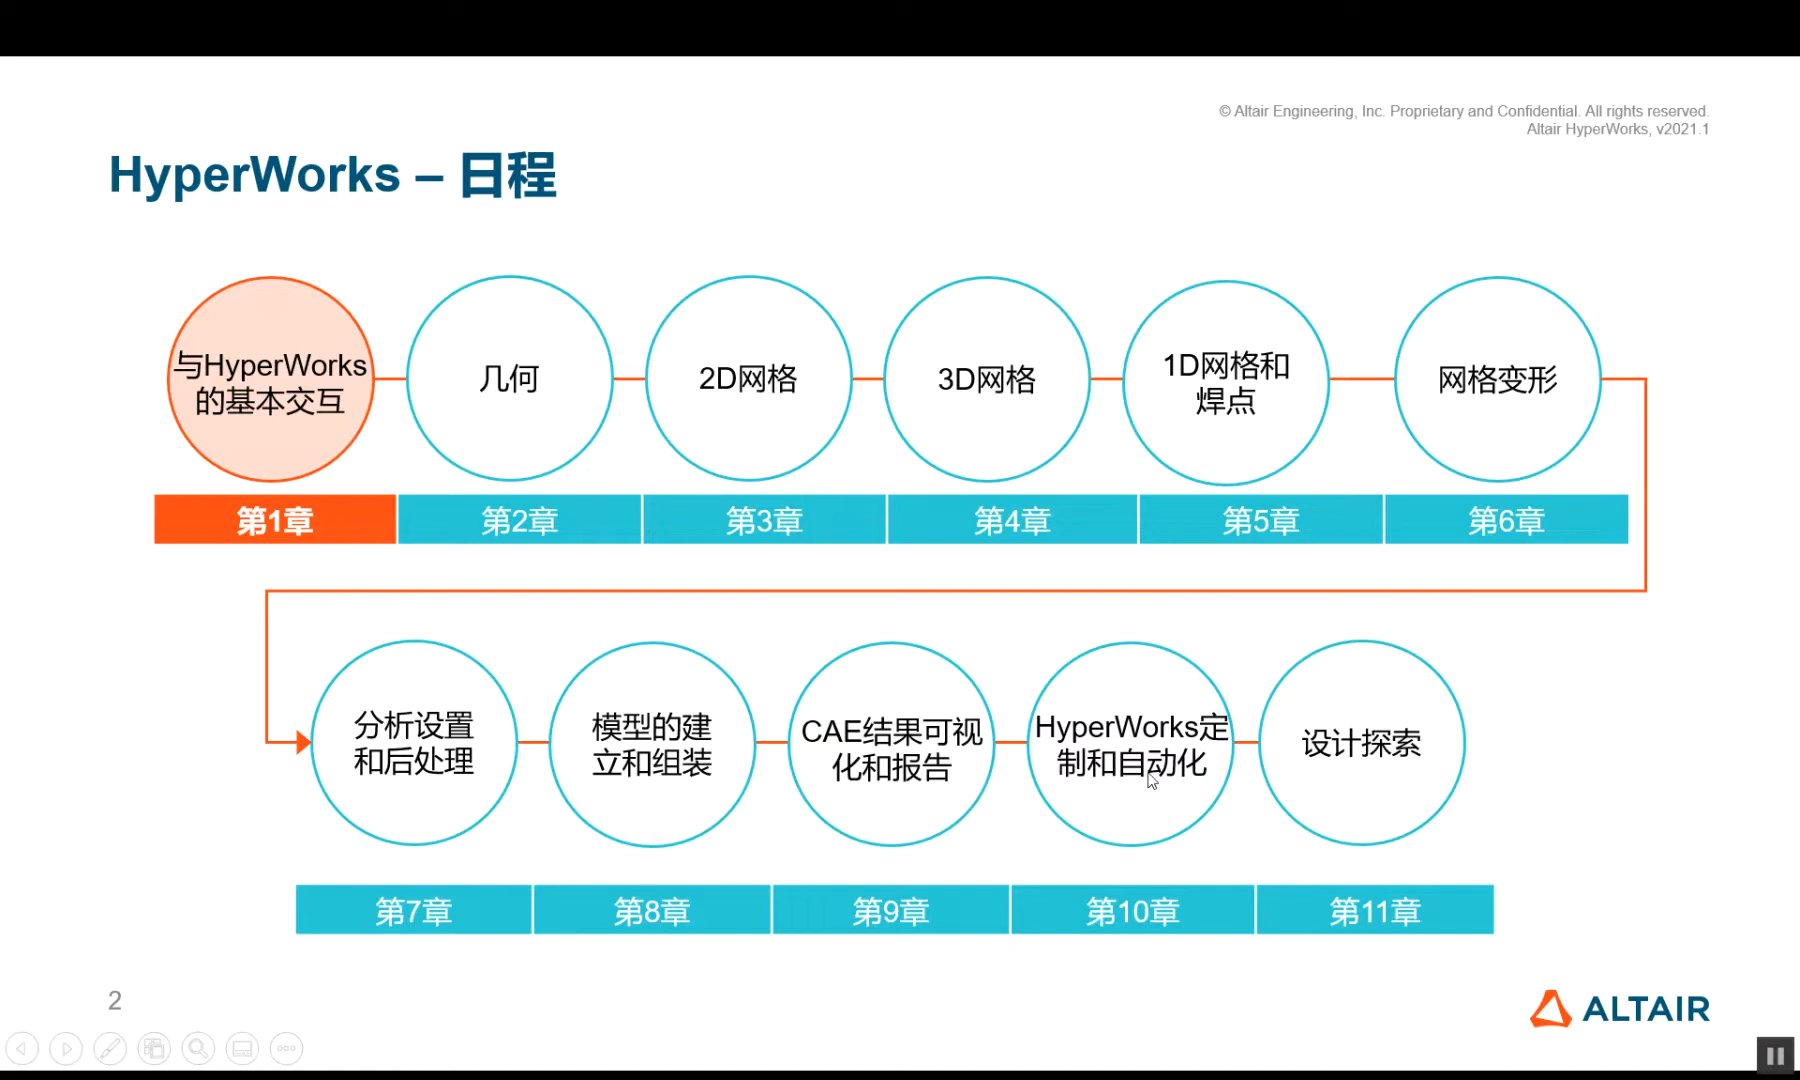 © Altair Engineering, Inc. Proprietary and Confidential. All rights reserved.
Altair HyperWorks, v2021.1
HyperWorks – 日程
与HyperWorks
的基本交互
几何
2D网格
3D网格
1D网格和
焊点
网格变形
第1章
第2章
第3章
第4章
第5章
第6章
分析设置
和后处理
模型的建
立和组装
CAE结果可视
化和报告
HyperWorks定
制和自动化
设计探索
第7章
第8章
第9章
第10章
第11章
2
ALTAIR